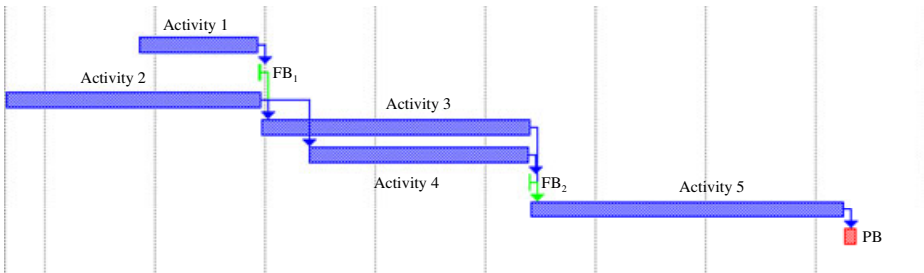 Activity 1
FB₁
Activity 2
Activity 3
Activity 4
FB₂
Activity 5
PB